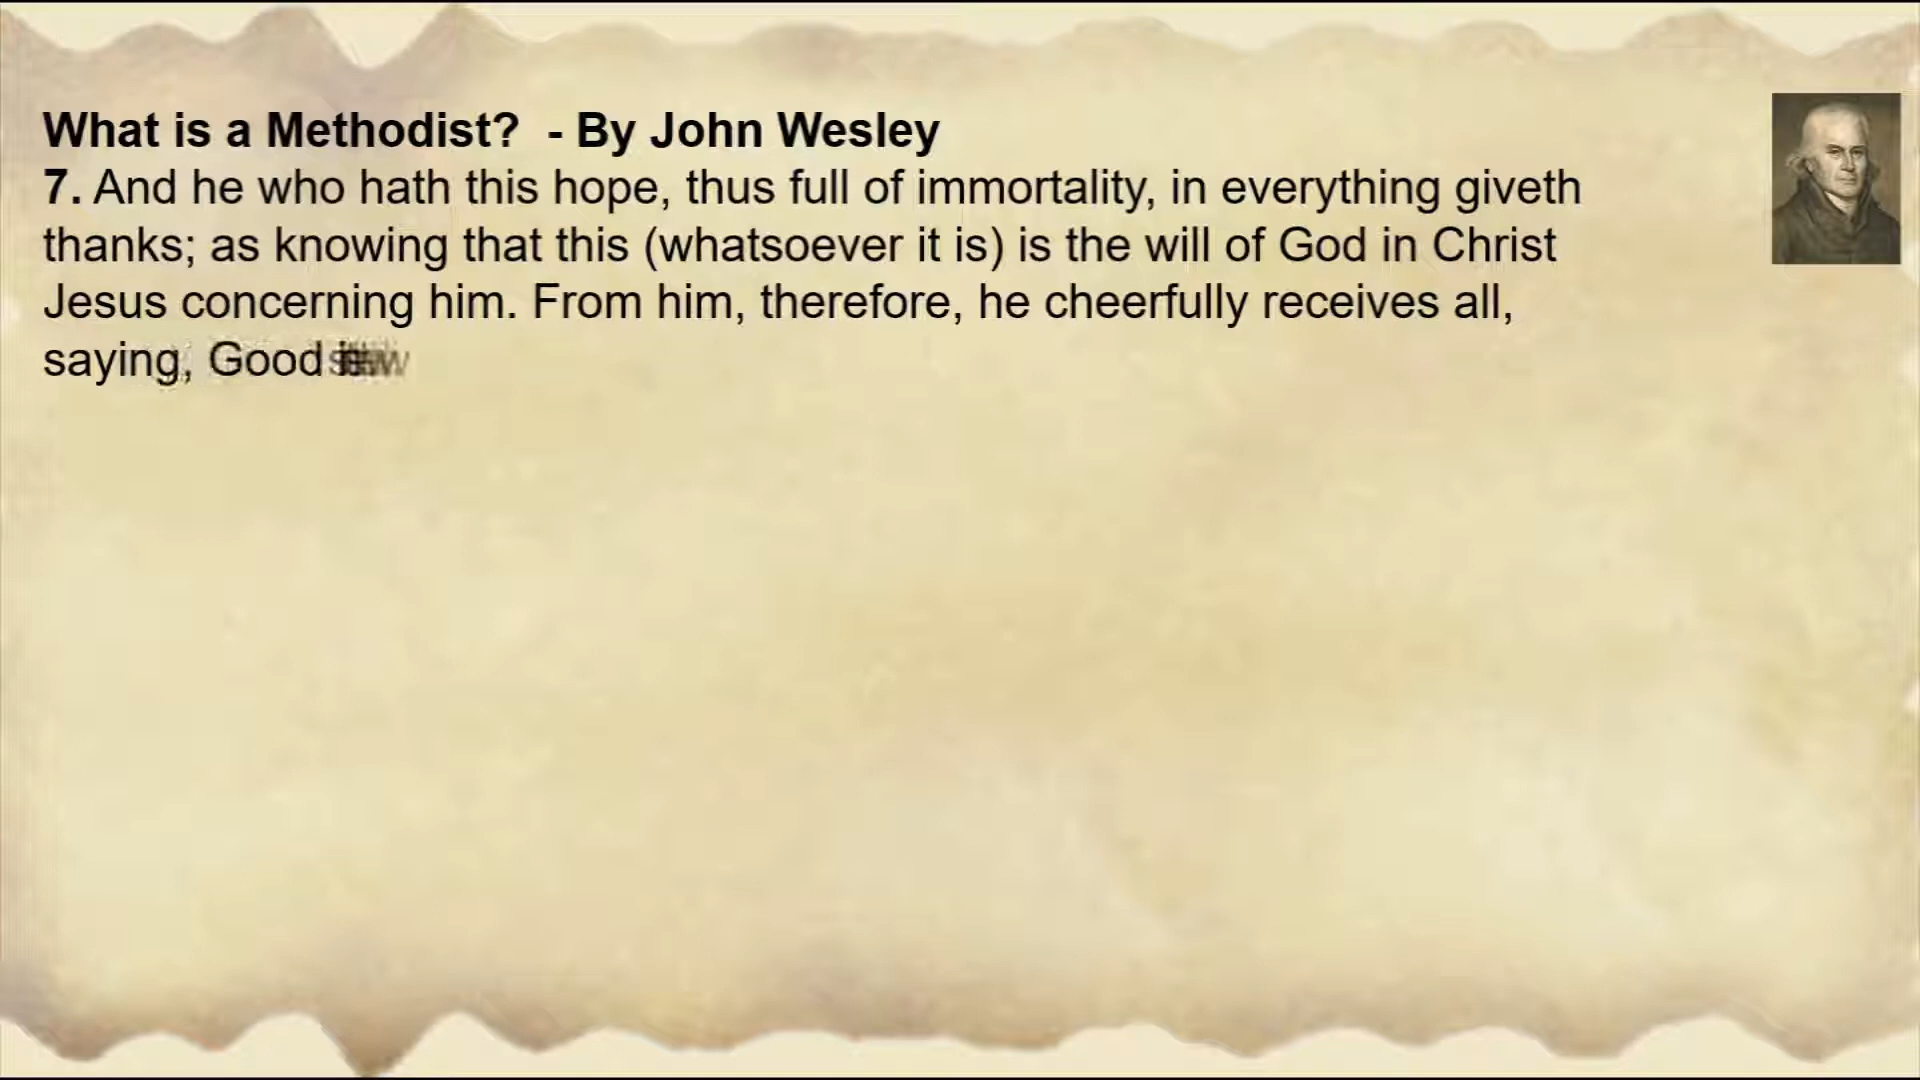 What is a Methodist?  - By John Wesley
7. And he who hath this hope, thus full of immortality, in everything giveth
thanks; as knowing that this (whatsoever it is) is the will of God in Christ
Jesus concerning him. From him, therefore, he cheerfully receives all,
saying, Good